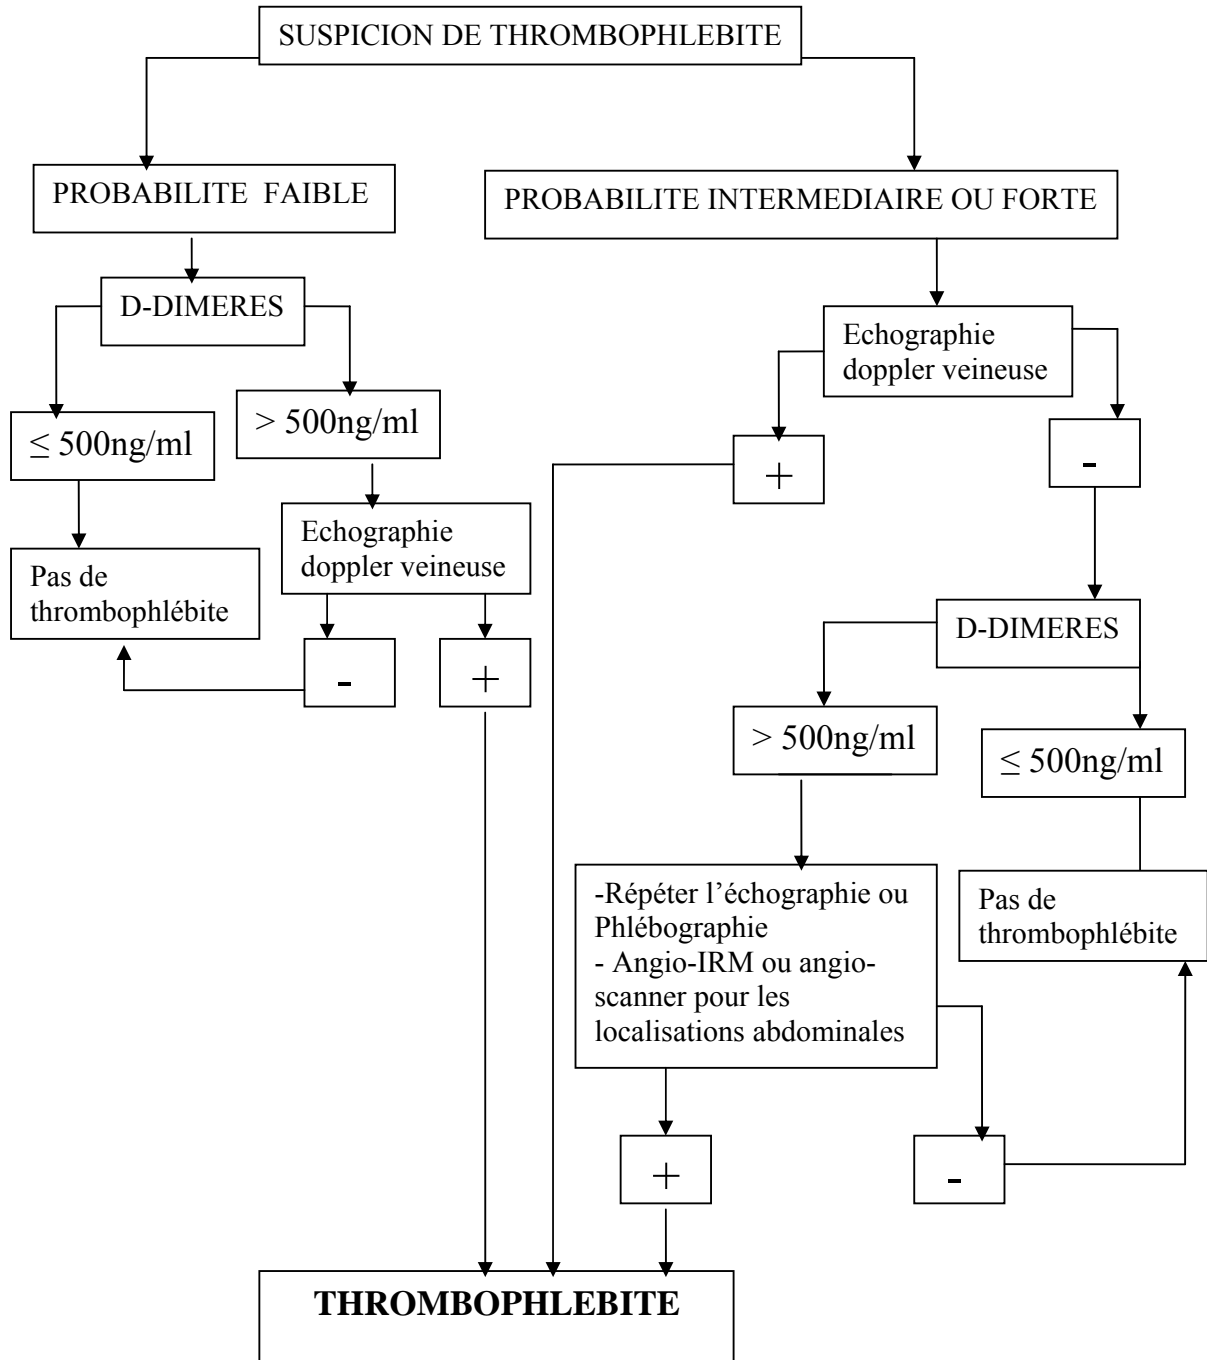 SUSPICION DE THROMBOPHLEBITE
PROBABILITE FAIBLE
PROBABILITE INTERMEDIAIRE OU FORTE
D-DIMERES
Echographie
doppler veineuse
≤ 500ng/ml
> 500ng/ml
+
-
Echographie
doppler veineuse
Pas de
thrombophlébite
-
+
D-DIMERES
> 500ng/ml
≤ 500ng/ml
-Répéter l’échographie ou
Phlébographie
- Angio-IRM ou angio-
scanner pour les
localisations abdominales
Pas de
thrombophlébite
+
-
THROMBOPHLEBITE